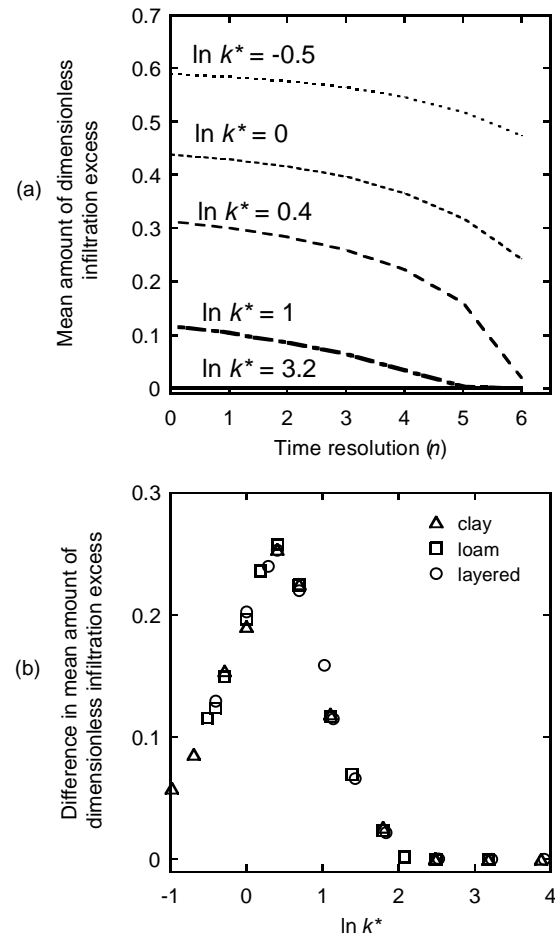 (a)
Mean amount of dimensionless
infiltration excess
0.7
0.6
0.5
0.4
0.3
0.2
0.1
0
ln k* = -0.5
ln k* = 0
ln k* = 0.4
ln k* = 1
ln k* = 3.2
0 1 2 3 4 5 6
Time resolution (n)
(b)
Difference in mean amount of
dimensionless infiltration excess
0.3
0.2
0.1
0
clay
loam
layered
-1 0 1 2 3 4
ln k*